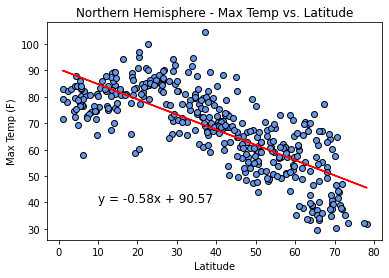 Northern Hemisphere - Max Temp vs. Latitude
Max Temp (F)
100
90
80
70
60
50
40
30
y = -0.58x + 90.57
0 10 20 30 40 50 60 70 80
Latitude